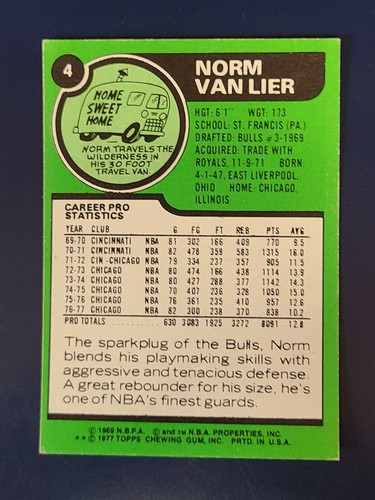 4
NORM
VAN LIER
HOME
SWEET
HOME
NORM TRAVELS THE
WILDERNESS IN
HIS 30 FOOT
TRAVEL VAN.
HGT: 6'1" WGT: 173
SCHOOL: ST. FRANCIS (PA.)
DRAFTED: BULLS #3-1969
ACQUIRED: TRADE WITH
ROYALS, 11-9-71 BORN:
4-1-47, EAST LIVERPOOL,
OHIO HOME: CHICAGO,
ILLINOIS
CAREER PRO
STATISTICS
YEAR CLUB G FG FT REB PTS AVG
69-70 CINCINNATI NBA 81 302 166 409 770 9.5
70-71 CINCINNATI NBA 82 478 359 583 1315 16.0
71-72 CIN-CHICAGO NBA 79 334 237 357 905 11.5
72-73 CHICAGO NBA 80 474 166 438 1114 13.9
73-74 CHICAGO NBA 80 427 288 377 1142 14.3
74-75 CHICAGO NBA 70 407 236 328 1050 15.0
75-76 CHICAGO NBA 76 361 235 410 957 12.6
76-77 CHICAGO NBA 82 300 238 370 838 10.2
PRO TOTALS 630 3083 1925 3272 8091 12.8
The sparkplug of the Bulls, Norm
blends his playmaking skills with
aggressive and tenacious defense.
A great rebounder for his size, he's
one of NBA's finest guards.
© 1969 N.B.P.A. © and TM N.B.A. PROPERTIES, INC.
** © 1977 TOPPS CHEWING GUM, INC. PRTD. IN U.S.A.